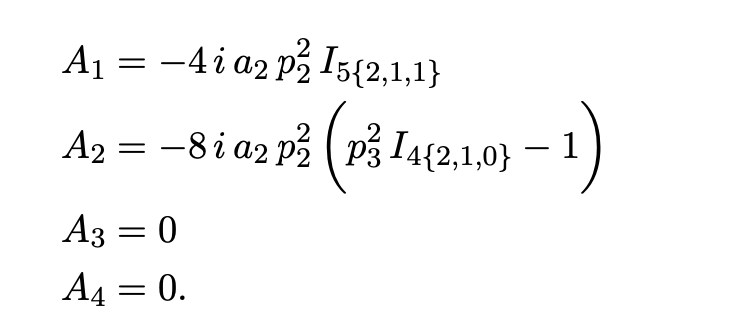 A₁ = −4 i a₂ p₂² I₅{₂,₁,₁}
A₂ = −8 i a₂ p₂² (p₃² I₄{₂,₁,₀} − 1)
A₃ = 0
A₄ = 0.